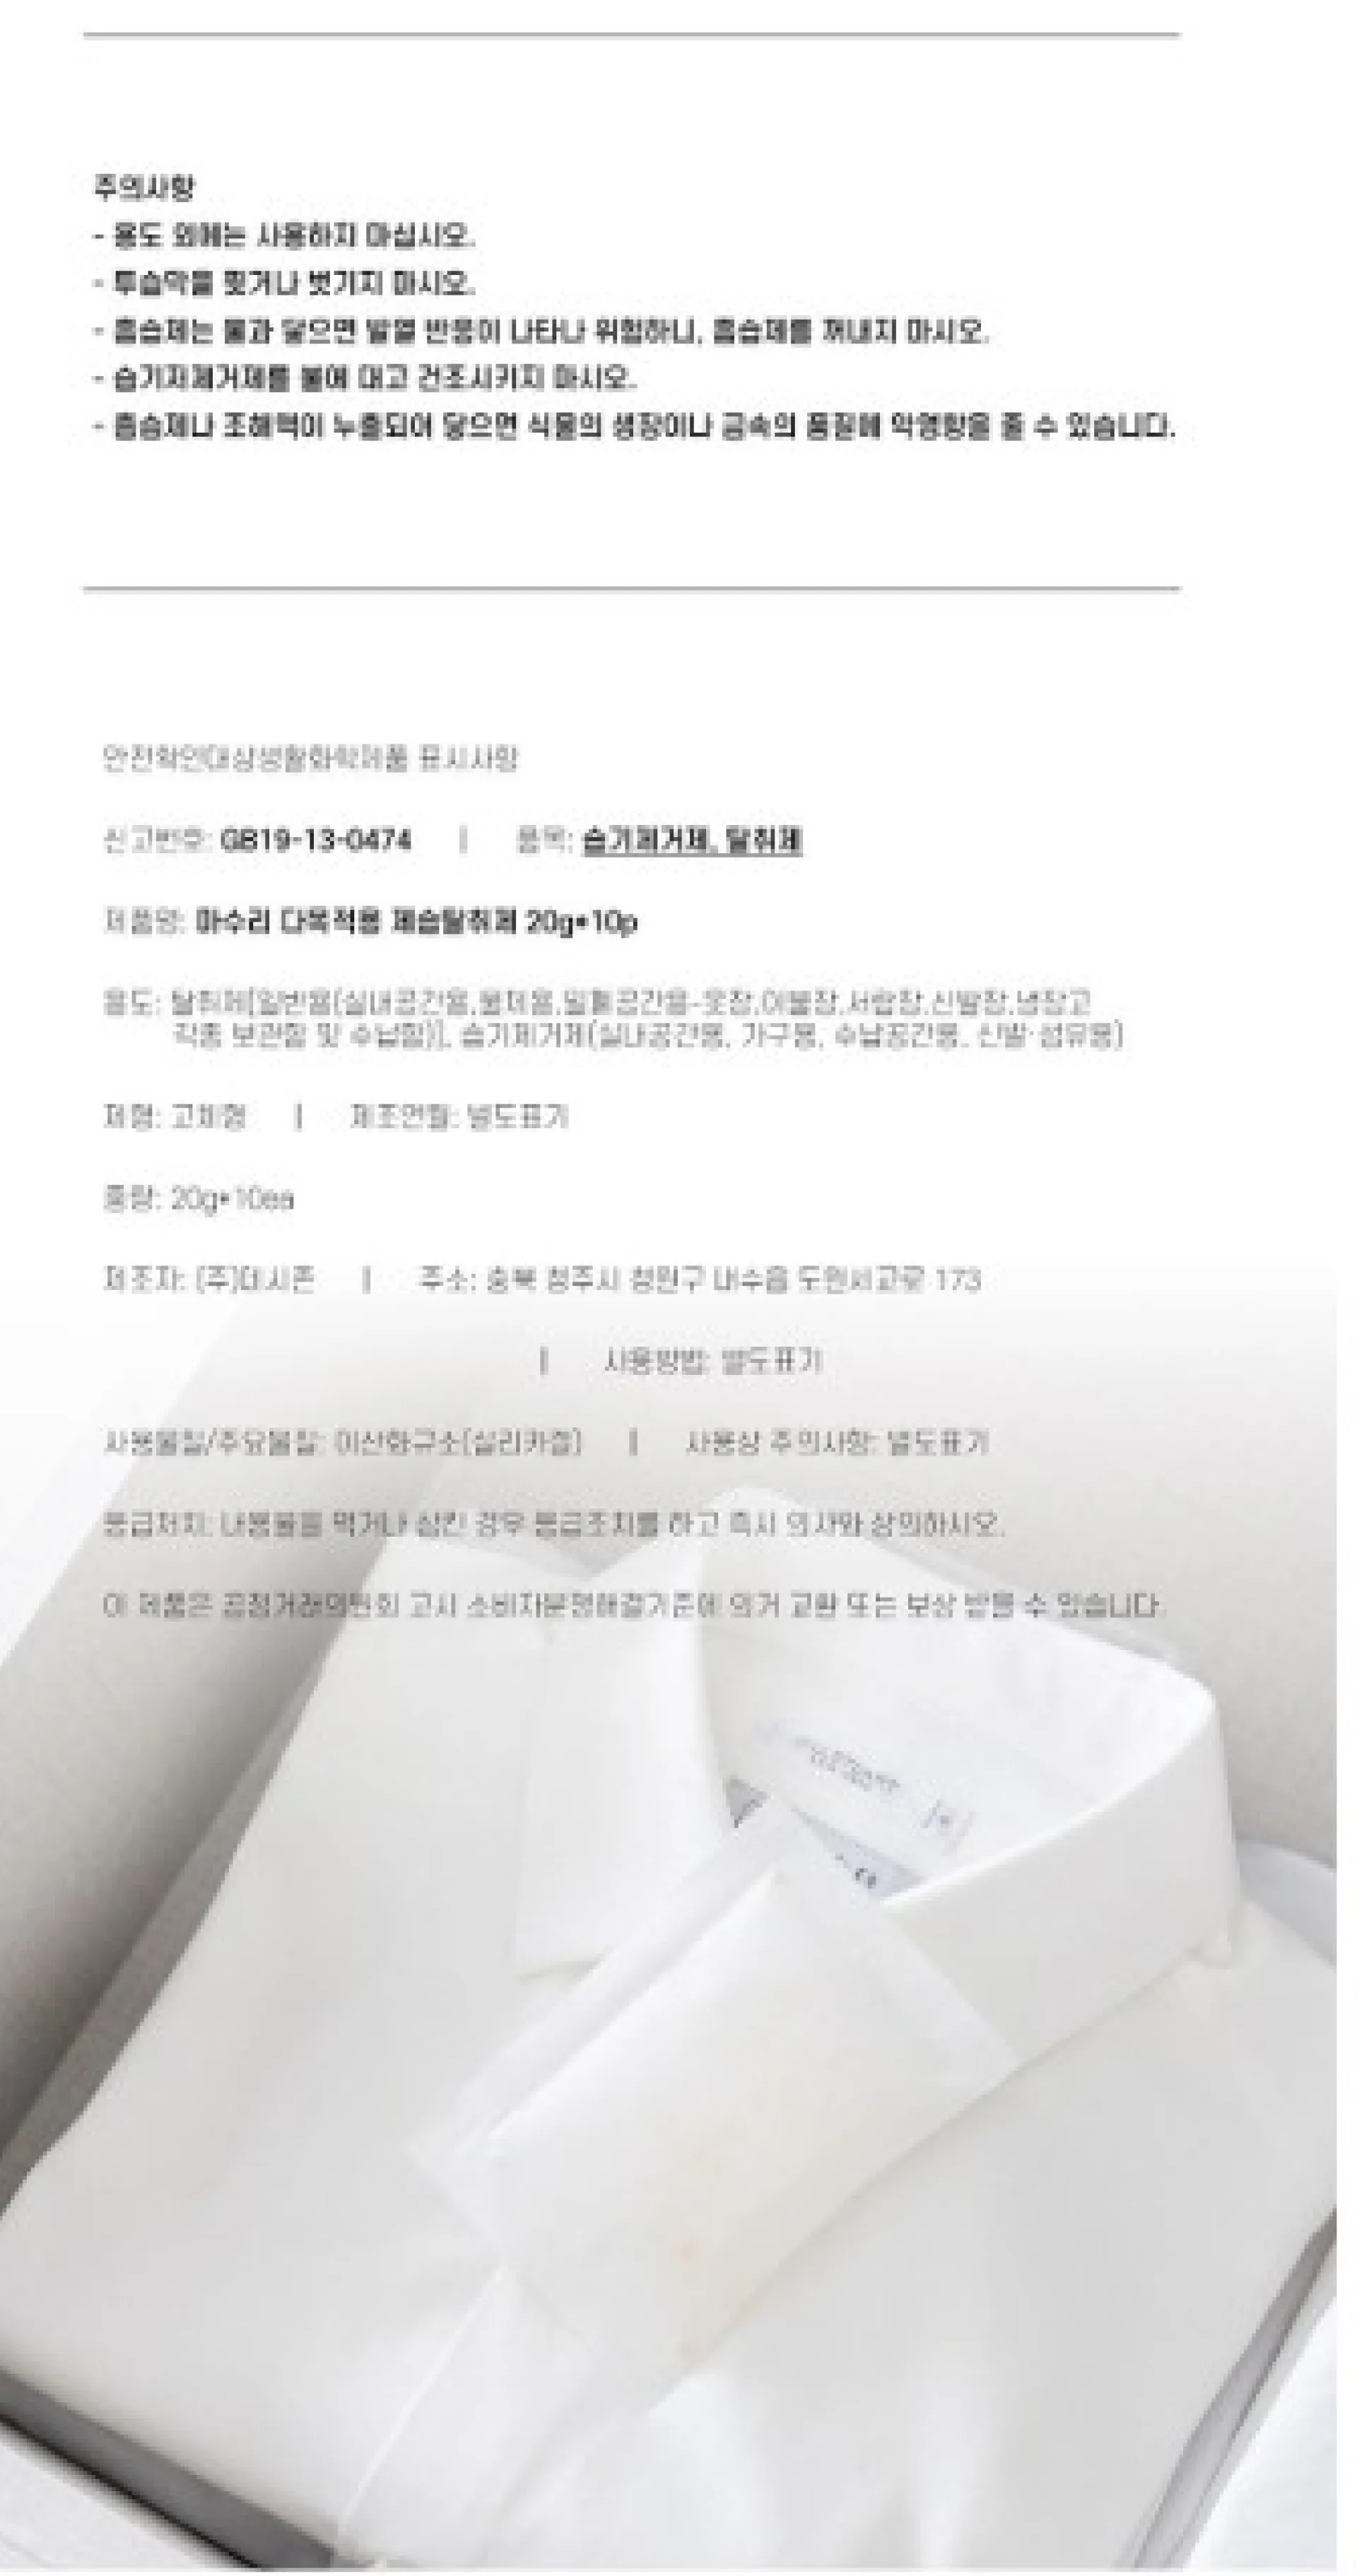 주의사항
- 용도 외에는 사용하지 마십시오.
- 투습막을 찢거나 벗기지 마시오.
- 흡습제는 물과 닿으면 발열 반응이 나타나 위험하니, 흡습제를 꺼내지 마시오.
- 습기지제거제를 불에 대고 건조시키지 마시오.
- 흡습제나 조해액이 누출되어 닿으면 식물의 생장이나 금속의 품질에 악영향을 줄 수 있습니다.
안전확인대상생활화학제품 표시사항
신고번호: GB19-13-0474 | 품목: 습기제거제, 탈취제
제품명: 마수리 다목적용 제습탈취제 20g*10p
용도: 탈취제[일반용(실내공간용,옷재용,밀폐공간용-옷장,이불장,서랍장,신발장,냉장고
각종 보관함 및 수납함)], 습기제거제(실내공간용, 가구용, 수납공간용, 신발·섬유용)
제형: 고체형 | 제조연월: 별도표기
중량: 20g*10ea
제조자: (주)데시존 | 주소: 충북 청주시 청원구 내수읍 도원세교로 173
| 사용방법: 별도표기
사용물질/주요물질: 이산화규소(실리카겔) | 사용상 주의사항: 별도표기
응급처치: 내용물을 먹거나 삼킨 경우 응급조치를 하고 즉시 의사와 상의하시오.
이 제품은 공정거래위원회 고시 소비자분쟁해결기준에 의거 교환 또는 보상 받을 수 있습니다.